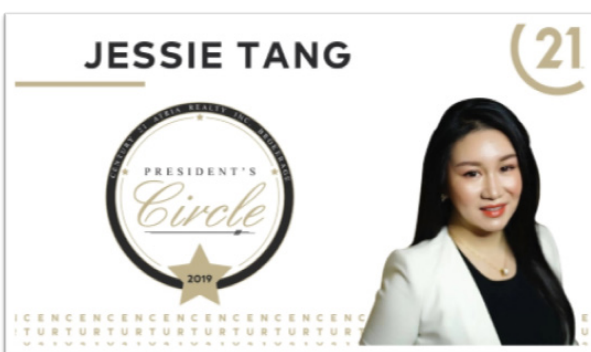 JESSIE TANG
21
CENTURY 21 ATRIA REALTY INC. BROKERAGE
PRESIDENT'S
Circle
2019